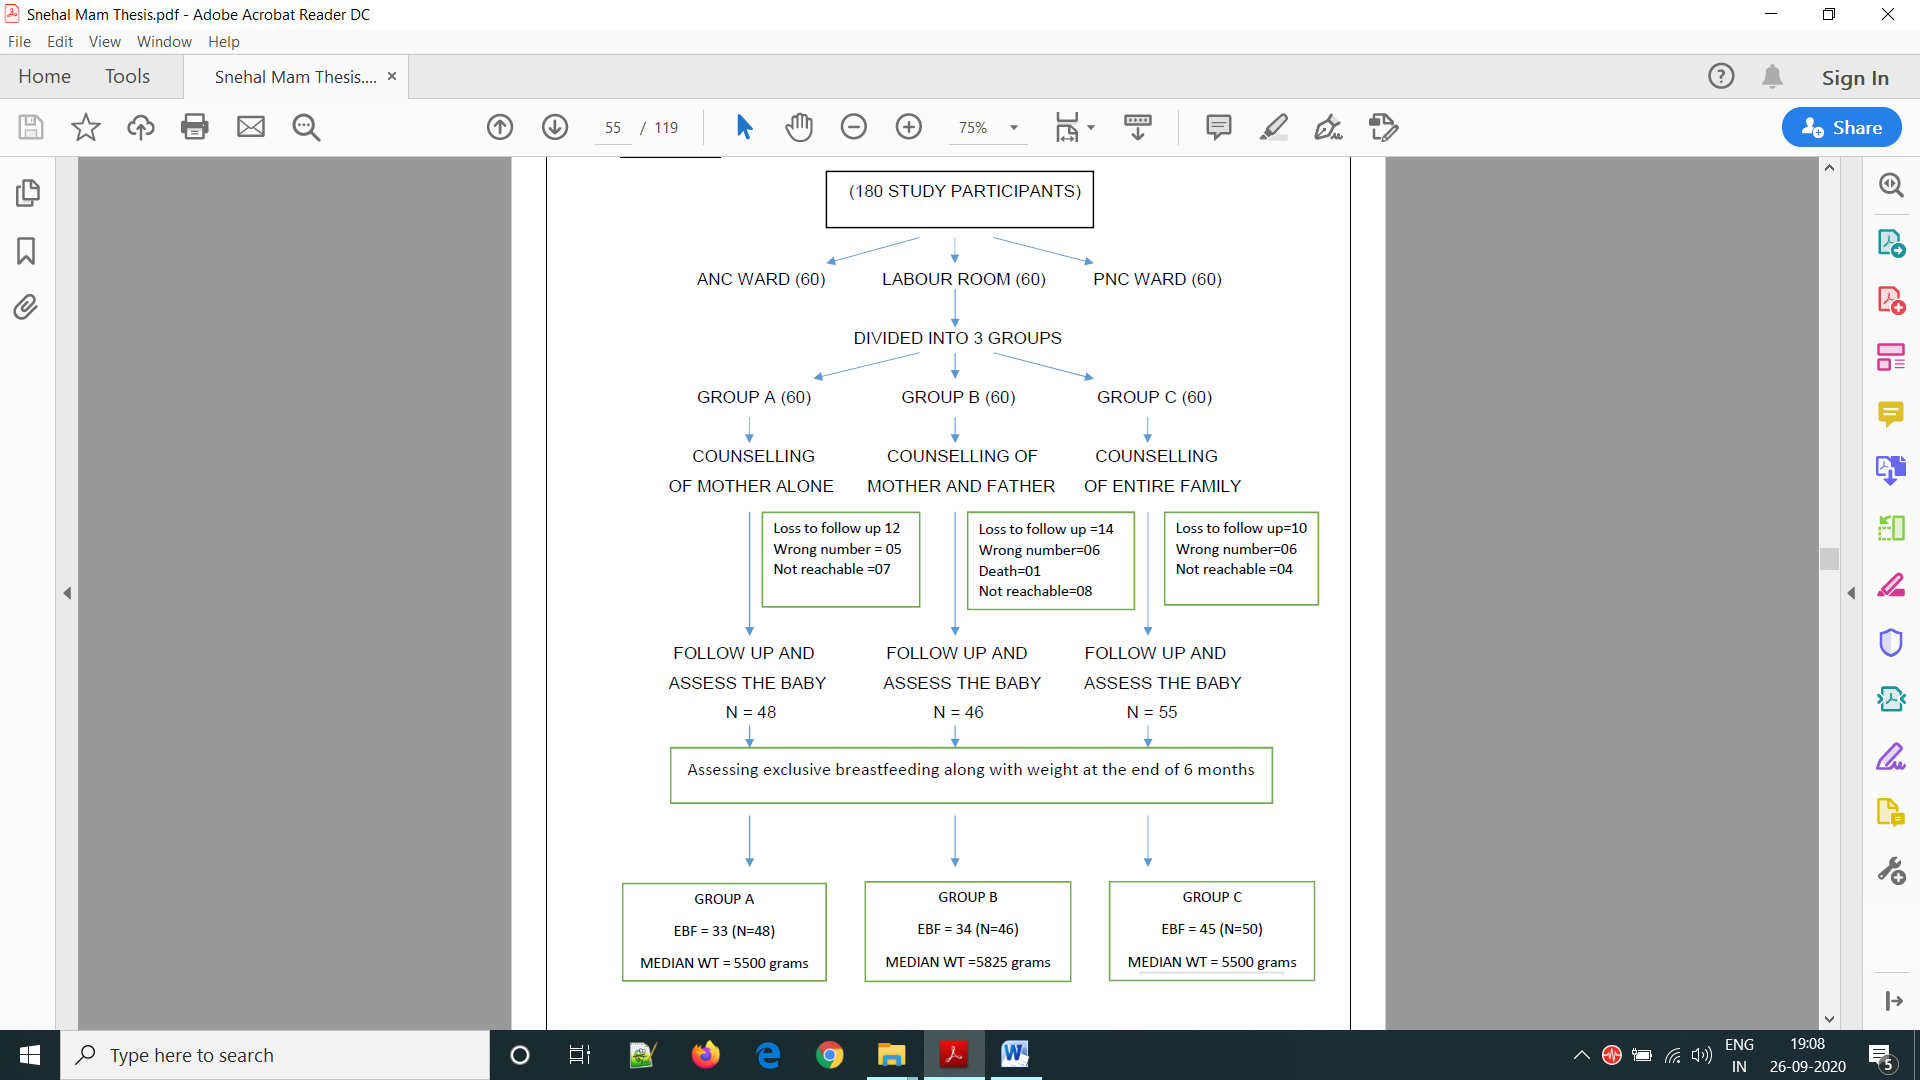 Snehal Mam Thesis.pdf - Adobe Acrobat Reader DC
File Edit View Window Help
Home Tools Snehal Mam Thesis.... × Sign In
55 / 119 75% Share
(180 STUDY PARTICIPANTS)
ANC WARD (60) LABOUR ROOM (60) PNC WARD (60)
DIVIDED INTO 3 GROUPS
GROUP A (60) GROUP B (60) GROUP C (60)
COUNSELLING COUNSELLING OF COUNSELLING
OF MOTHER ALONE MOTHER AND FATHER OF ENTIRE FAMILY
Loss to follow up 12
Wrong number = 05
Not reachable =07
Loss to follow up =14
Wrong number=06
Death=01
Not reachable=08
Loss to follow up=10
Wrong number=06
Not reachable =04
FOLLOW UP AND FOLLOW UP AND FOLLOW UP AND
ASSESS THE BABY ASSESS THE BABY ASSESS THE BABY
N = 48 N = 46 N = 55
Assessing exclusive breastfeeding along with weight at the end of 6 months
GROUP A
EBF = 33 (N=48)
MEDIAN WT = 5500 grams
GROUP B
EBF = 34 (N=46)
MEDIAN WT =5825 grams
GROUP C
EBF = 45 (N=50)
MEDIAN WT = 5500 grams
Type here to search
ENG
IN
19:08
26-09-2020
5